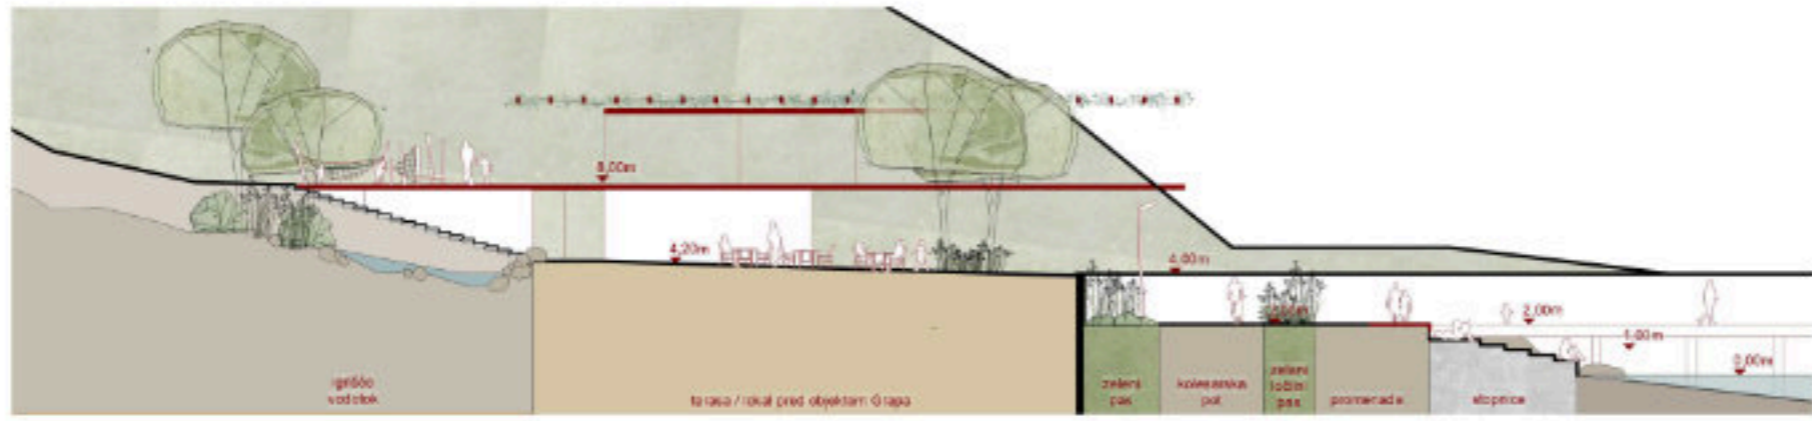 8,00m
4,20m
4,00m
2,00m
1,00m
0,00m
igrišče
vodotok
terasa / lokal pred objektom Grapa
zeleni
pas
kolesarska
pot
zeleni
ločilni
pas
promenada
stopnice